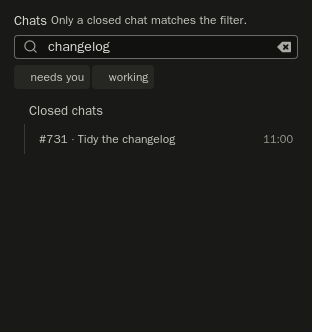 Chats Only a closed chat matches the filter.
changelog
needs you working
Closed chats
#731 · Tidy the changelog 11:00